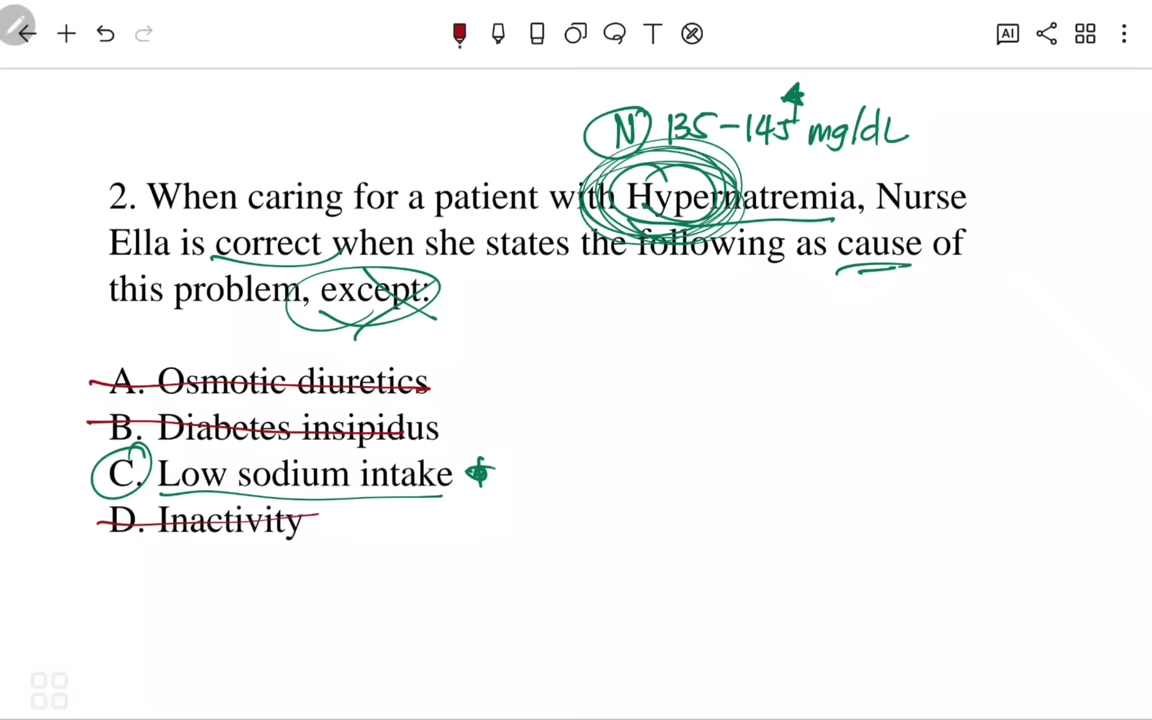 AI
N 135-145 mg/dL
2. When caring for a patient with Hypernatremia, Nurse
Ella is correct when she states the following as cause of
this problem, except:
A. Osmotic diuretics
B. Diabetes insipidus
C. Low sodium intake
D. Inactivity